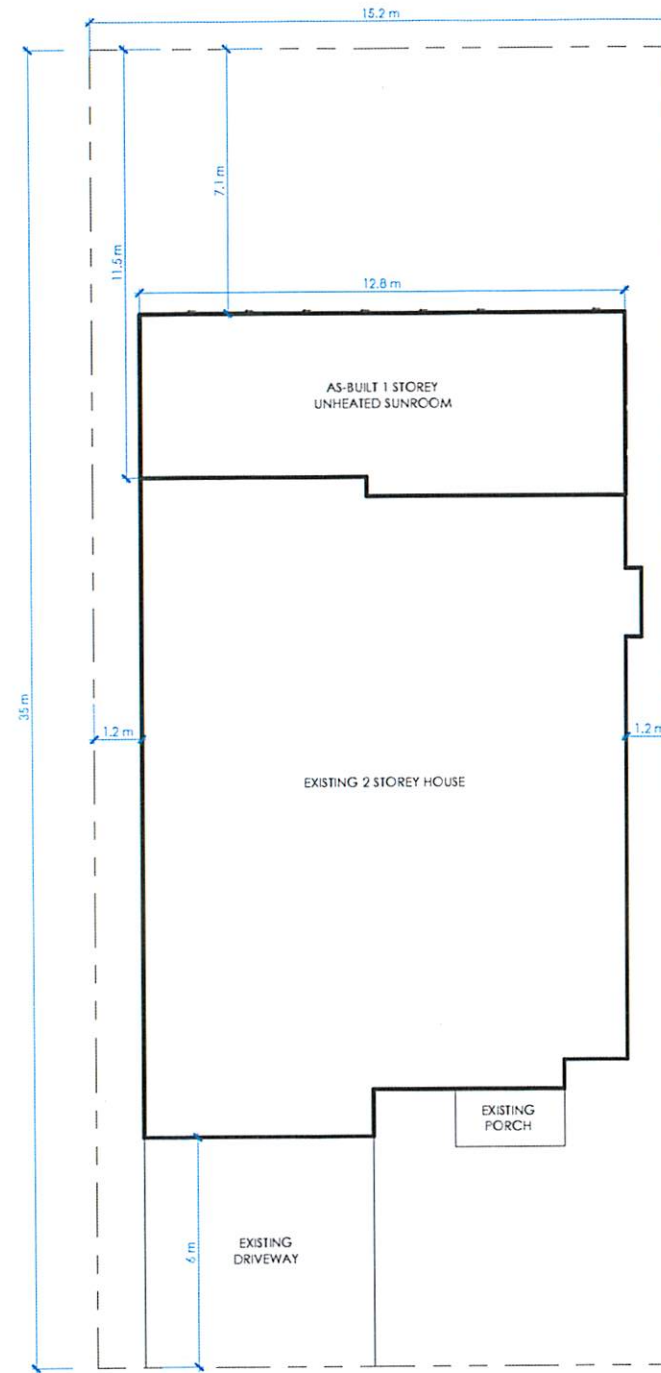 15.2 m
7.1 m
11.5 m
12.8 m
AS-BUILT 1 STOREY
UNHEATED SUNROOM
35 m
1.2 m
1.2 m
EXISTING 2 STOREY HOUSE
EXISTING
PORCH
6 m
EXISTING
DRIVEWAY